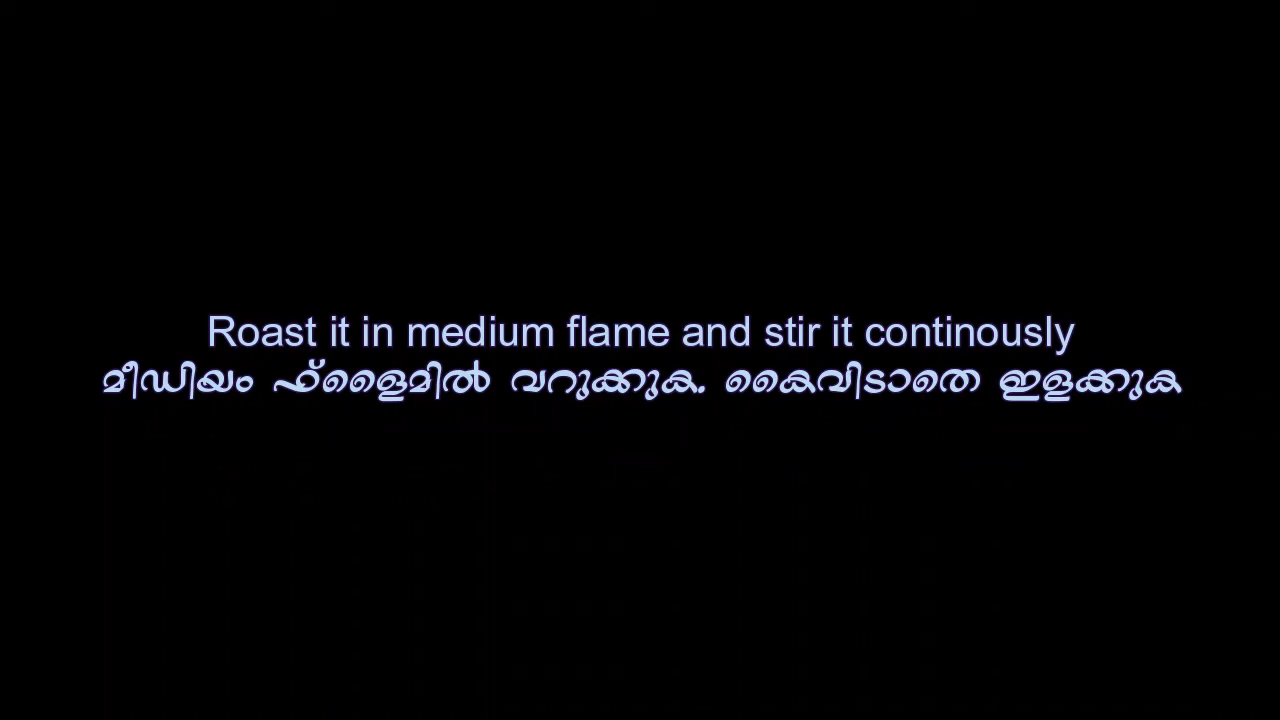 Roast it in medium flame and stir it continously
മീഡിയം ഫ്ളൈമിൽ വറുക്കുക. കൈവിടാതെ ഇളക്കുക